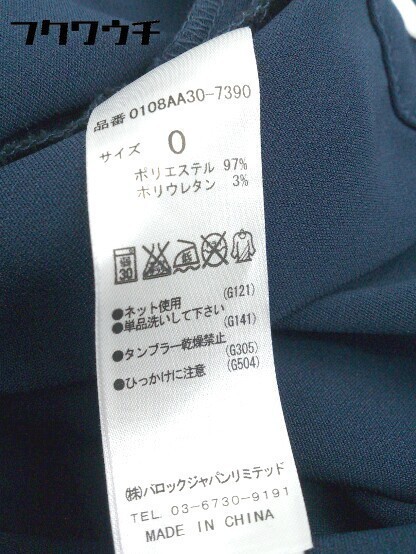 フクワウチ
品番 0108AA30-7390
サイズ 0
ポリエステル 97%
ポリウレタン 3%
弱
30
低
●ネット使用 (G121)
●単品洗いして下さい (G141)
●タンブラー乾燥禁止 (G305)
●ひっかけに注意 (G504)
(株)バロックジャパンリミテッド
TEL 03-6730-9191
MADE IN CHINA